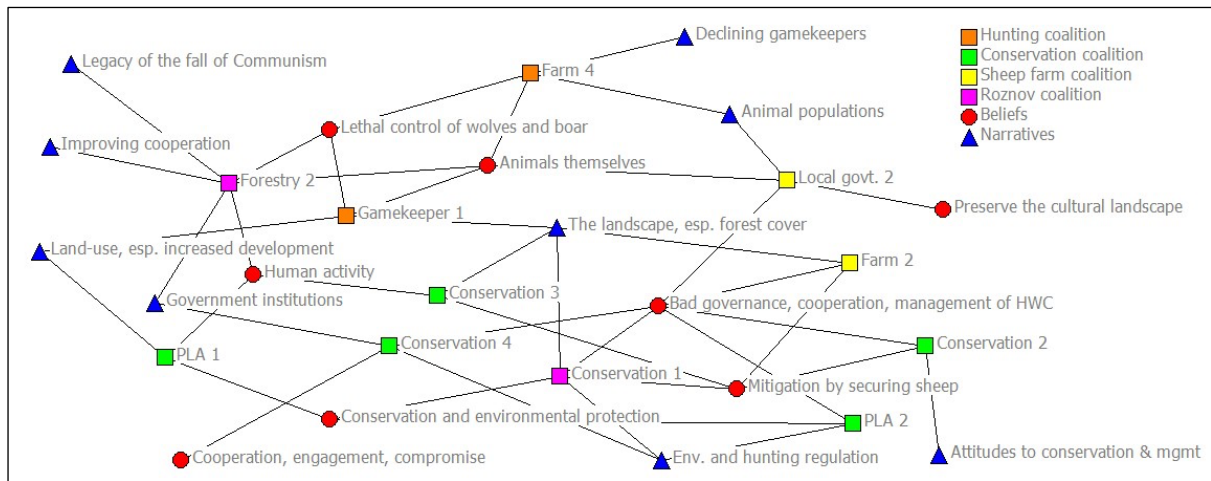 Declining gamekeepers
Hunting coalition
Conservation coalition
Sheep farm coalition
Roznov coalition
Beliefs
Narratives
Legacy of the fall of Communism
Farm 4
Animal populations
Lethal control of wolves and boar
Improving cooperation
Animals themselves
Forestry 2
Local govt. 2
Gamekeeper 1
Preserve the cultural landscape
The landscape, esp. forest cover
Land-use, esp. increased development
Farm 2
Human activity
Conservation 3
Government institutions
Bad governance, cooperation, management of HWC
Conservation 4
Conservation 2
PLA 1
Conservation 1
Mitigation by securing sheep
Conservation and environmental protection
PLA 2
Cooperation, engagement, compromise
Env. and hunting regulation
Attitudes to conservation & mgmt